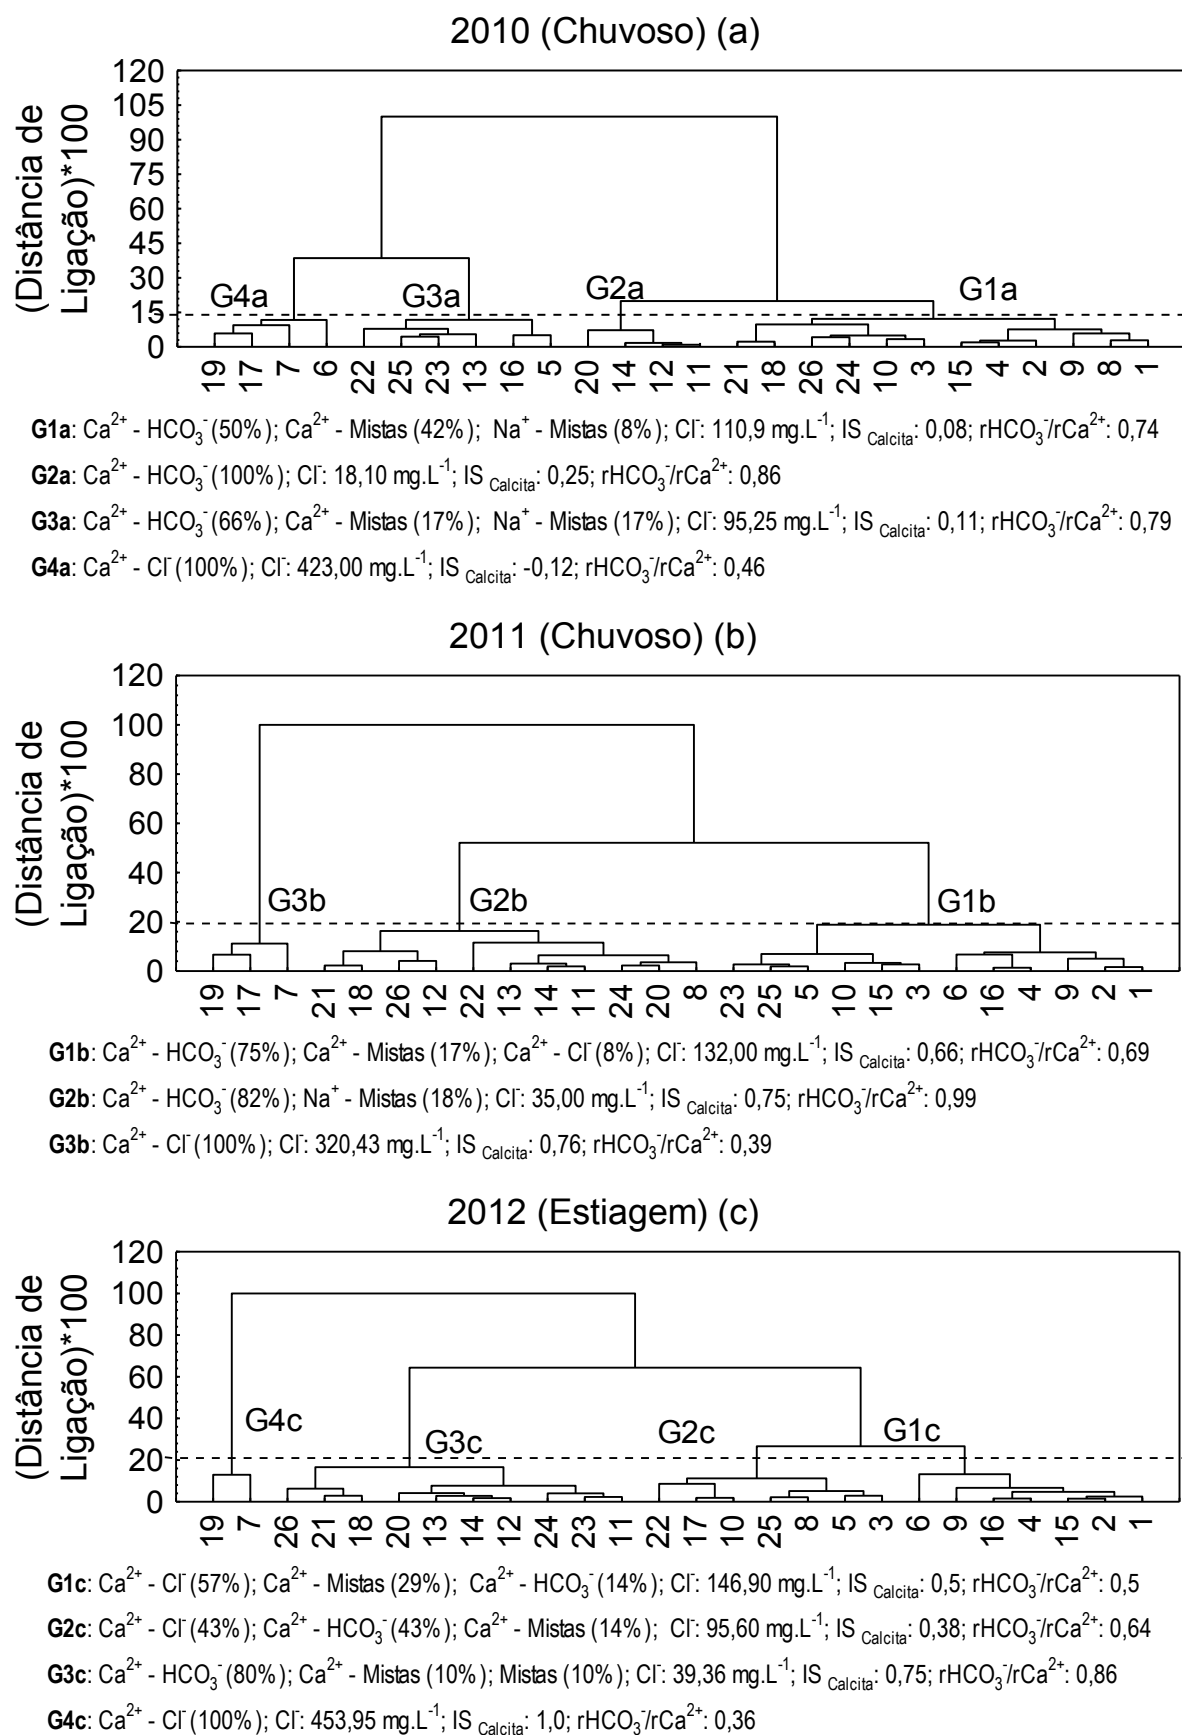 2010 (Chuvoso) (a)
(Distância de
Ligação)*100
120
105
90
75
60
45
30
15
0
G4a G3a G2a G1a
19 17 7 6 22 25 23 13 16 5 20 14 12 11 21 18 26 24 10 3 15 4 2 9 8 1
G1a: Ca²⁺ - HCO₃⁻ (50%); Ca²⁺ - Mistas (42%); Na⁺ - Mistas (8%); Cl⁻: 110,9 mg.L⁻¹; IS Calcita: 0,08; rHCO₃⁻/rCa²⁺: 0,74
G2a: Ca²⁺ - HCO₃⁻ (100%); Cl⁻: 18,10 mg.L⁻¹; IS Calcita: 0,25; rHCO₃⁻/rCa²⁺: 0,86
G3a: Ca²⁺ - HCO₃⁻ (66%); Ca²⁺ - Mistas (17%); Na⁺ - Mistas (17%); Cl⁻: 95,25 mg.L⁻¹; IS Calcita: 0,11; rHCO₃⁻/rCa²⁺: 0,79
G4a: Ca²⁺ - Cl⁻ (100%); Cl⁻: 423,00 mg.L⁻¹; IS Calcita: -0,12; rHCO₃⁻/rCa²⁺: 0,46
2011 (Chuvoso) (b)
(Distância de
Ligação)*100
120
100
80
60
40
20
0
G3b G2b G1b
19 17 7 21 18 26 12 22 13 14 11 24 20 8 23 25 5 10 15 3 6 16 4 9 2 1
G1b: Ca²⁺ - HCO₃⁻ (75%); Ca²⁺ - Mistas (17%); Ca²⁺ - Cl⁻ (8%); Cl⁻: 132,00 mg.L⁻¹; IS Calcita: 0,66; rHCO₃⁻/rCa²⁺: 0,69
G2b: Ca²⁺ - HCO₃⁻ (82%); Na⁺ - Mistas (18%); Cl⁻: 35,00 mg.L⁻¹; IS Calcita: 0,75; rHCO₃⁻/rCa²⁺: 0,99
G3b: Ca²⁺ - Cl⁻ (100%); Cl⁻: 320,43 mg.L⁻¹; IS Calcita: 0,76; rHCO₃⁻/rCa²⁺: 0,39
2012 (Estiagem) (c)
(Distância de
Ligação)*100
120
100
80
60
40
20
0
G4c G3c G2c G1c
19 7 26 21 18 20 13 14 12 24 23 11 22 17 10 25 8 5 3 6 9 16 4 15 2 1
G1c: Ca²⁺ - Cl⁻ (57%); Ca²⁺ - Mistas (29%); Ca²⁺ - HCO₃⁻ (14%); Cl⁻: 146,90 mg.L⁻¹; IS Calcita: 0,5; rHCO₃⁻/rCa²⁺: 0,5
G2c: Ca²⁺ - Cl⁻ (43%); Ca²⁺ - HCO₃⁻ (43%); Ca²⁺ - Mistas (14%); Cl⁻: 95,60 mg.L⁻¹; IS Calcita: 0,38; rHCO₃⁻/rCa²⁺: 0,64
G3c: Ca²⁺ - HCO₃⁻ (80%); Ca²⁺ - Mistas (10%); Mistas (10%); Cl⁻: 39,36 mg.L⁻¹; IS Calcita: 0,75; rHCO₃⁻/rCa²⁺: 0,86
G4c: Ca²⁺ - Cl⁻ (100%); Cl⁻: 453,95 mg.L⁻¹; IS Calcita: 1,0; rHCO₃⁻/rCa²⁺: 0,36